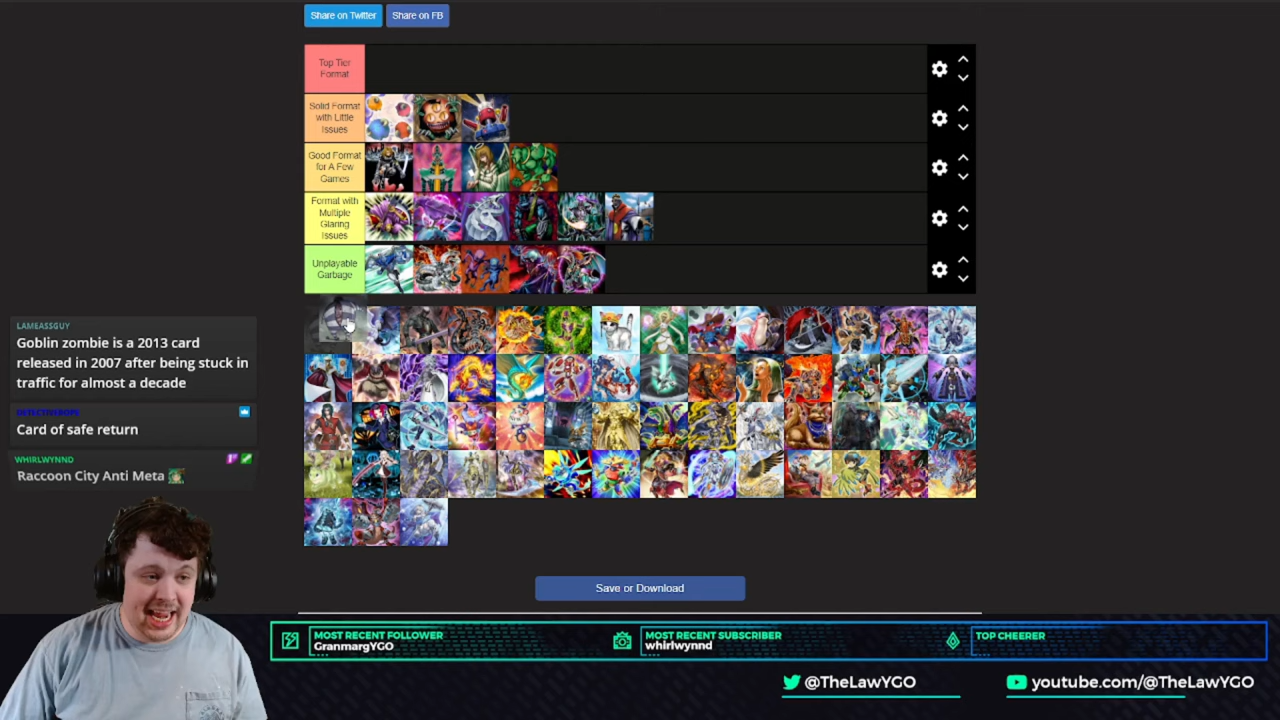 Share on Twitter
Share on FB
Top Tier
Format
Solid Format
with Little
Issues
Good Format
for A Few
Games
Format with
Multiple
Glaring
Issues
Unplayable
Garbage
LAMEASSGUY
Goblin zombie is a 2013 card
released in 2007 after being stuck in
traffic for almost a decade
Card of safe return
WHIRLWYNND
Raccoon City Anti Meta
Save or Download
MOST RECENT FOLLOWER
GranmargYGO
MOST RECENT SUBSCRIBER
whirlwynnd
TOP CHEERER
@TheLawYGO
youtube.com/@TheLawYGO